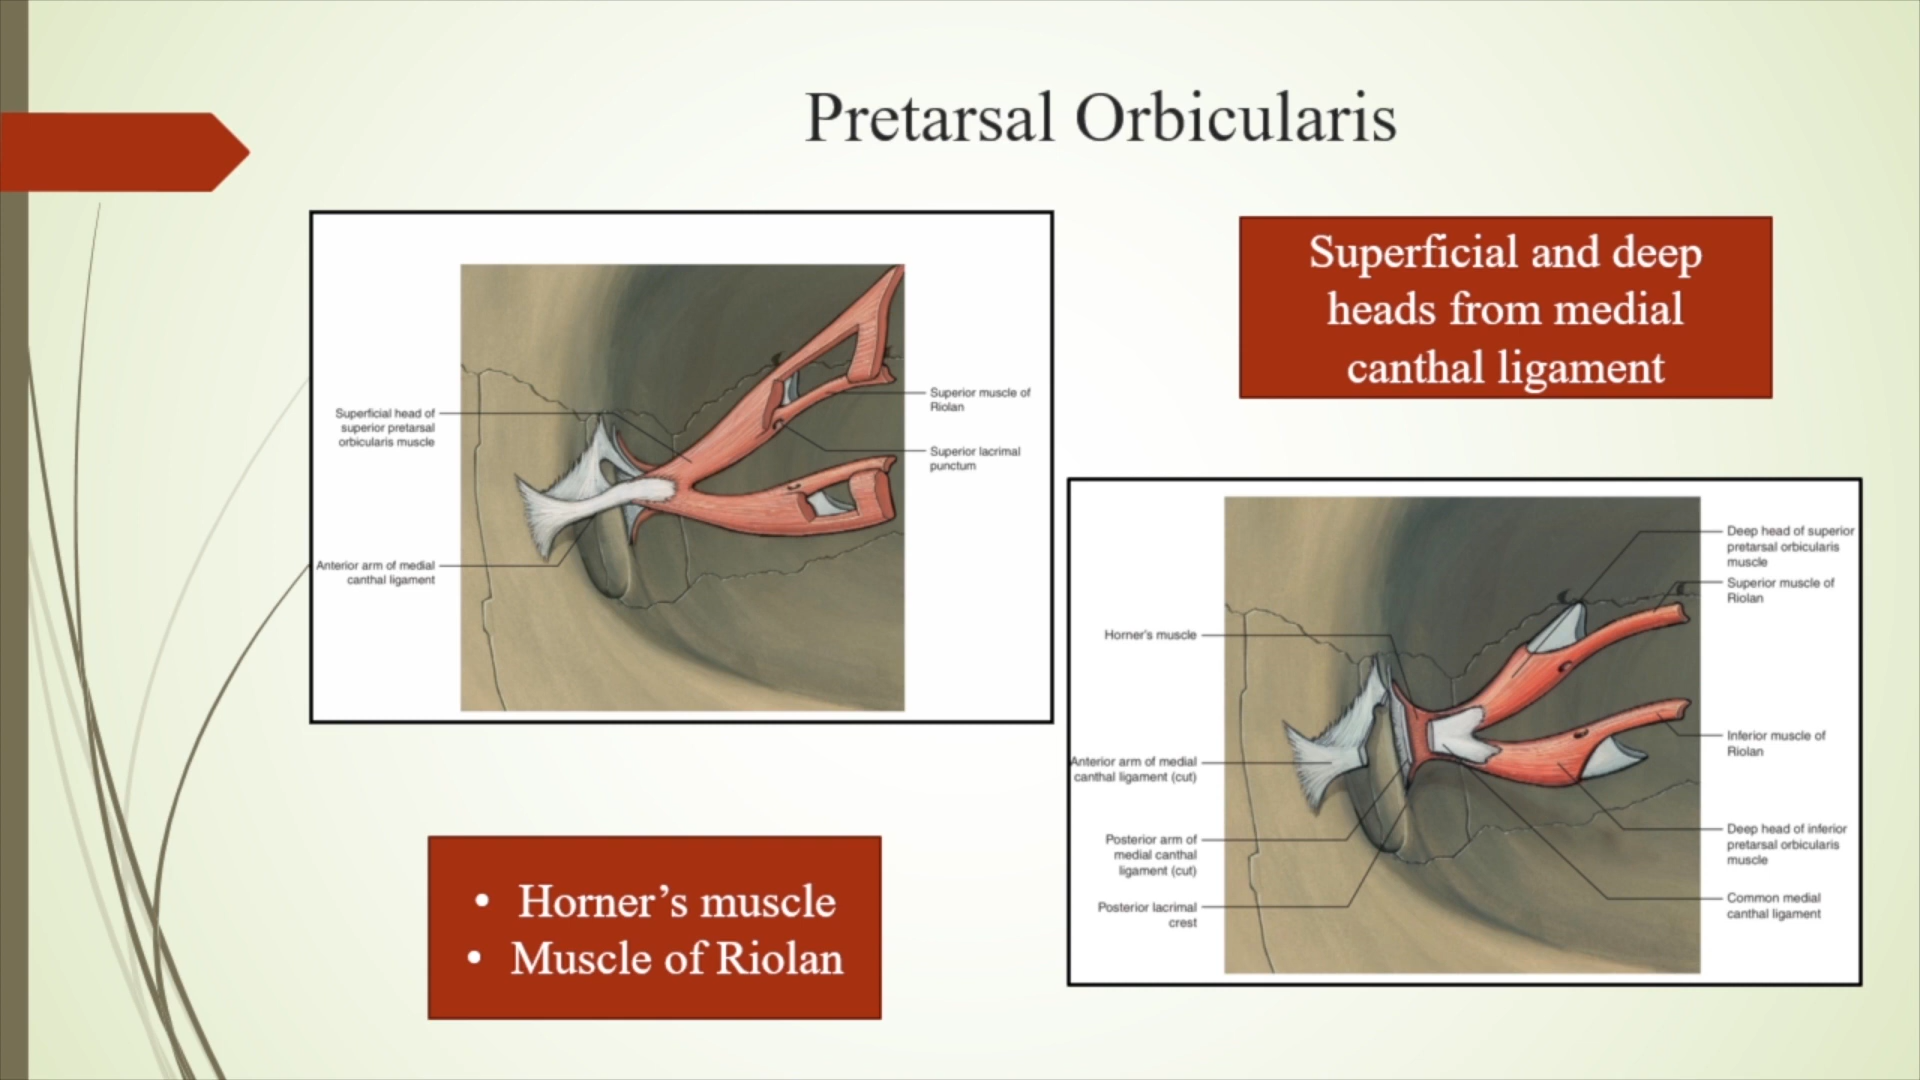 Pretarsal Orbicularis
Superficial head of
superior pretarsal
orbicularis muscle
Anterior arm of medial
canthal ligament
Superior muscle of
Riolan
Superior lacrimal
punctum
Superficial and deep
heads from medial
canthal ligament
Horner's muscle
Anterior arm of medial
canthal ligament (cut)
Posterior arm of
medial canthal
ligament (cut)
Posterior lacrimal
crest
Deep head of superior
pretarsal orbicularis
muscle
Superior muscle of
Riolan
Inferior muscle of
Riolan
Deep head of inferior
pretarsal orbicularis
muscle
Common medial
canthal ligament
• Horner’s muscle
• Muscle of Riolan